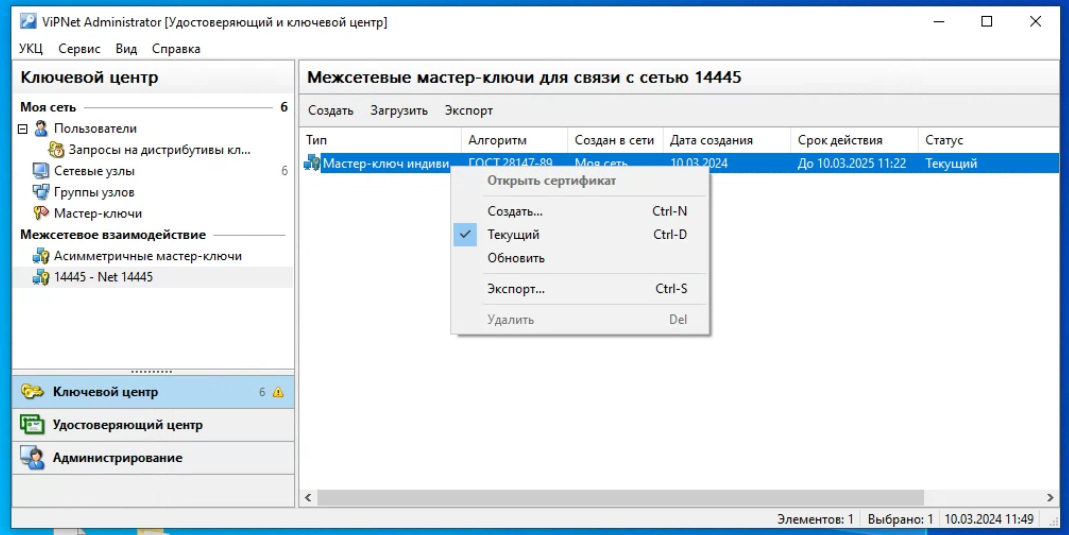 ViPNet Administrator [Удостоверяющий и ключевой центр]
УКЦ Сервис Вид Справка
Ключевой центр
Моя сеть 6
Пользователи
Запросы на дистрибутивы кл...
Сетевые узлы 6
Группы узлов
Мастер-ключи
Межсетевое взаимодействие
Асимметричные мастер-ключи
14445 - Net 14445
Ключевой центр 6
Удостоверяющий центр
Администрирование
Межсетевые мастер-ключи для связи с сетью 14445
Создать Загрузить Экспорт
Тип Алгоритм Создан в сети Дата создания Срок действия Статус
Мастер-ключ индиви... ГОСТ 28147-89 Моя сеть 10.03.2024 До 10.03.2025 11:22 Текущий
Открыть сертификат
Создать... Ctrl-N
Текущий Ctrl-D
Обновить
Экспорт... Ctrl-S
Удалить Del
Элементов: 1 Выбрано: 1 10.03.2024 11:49